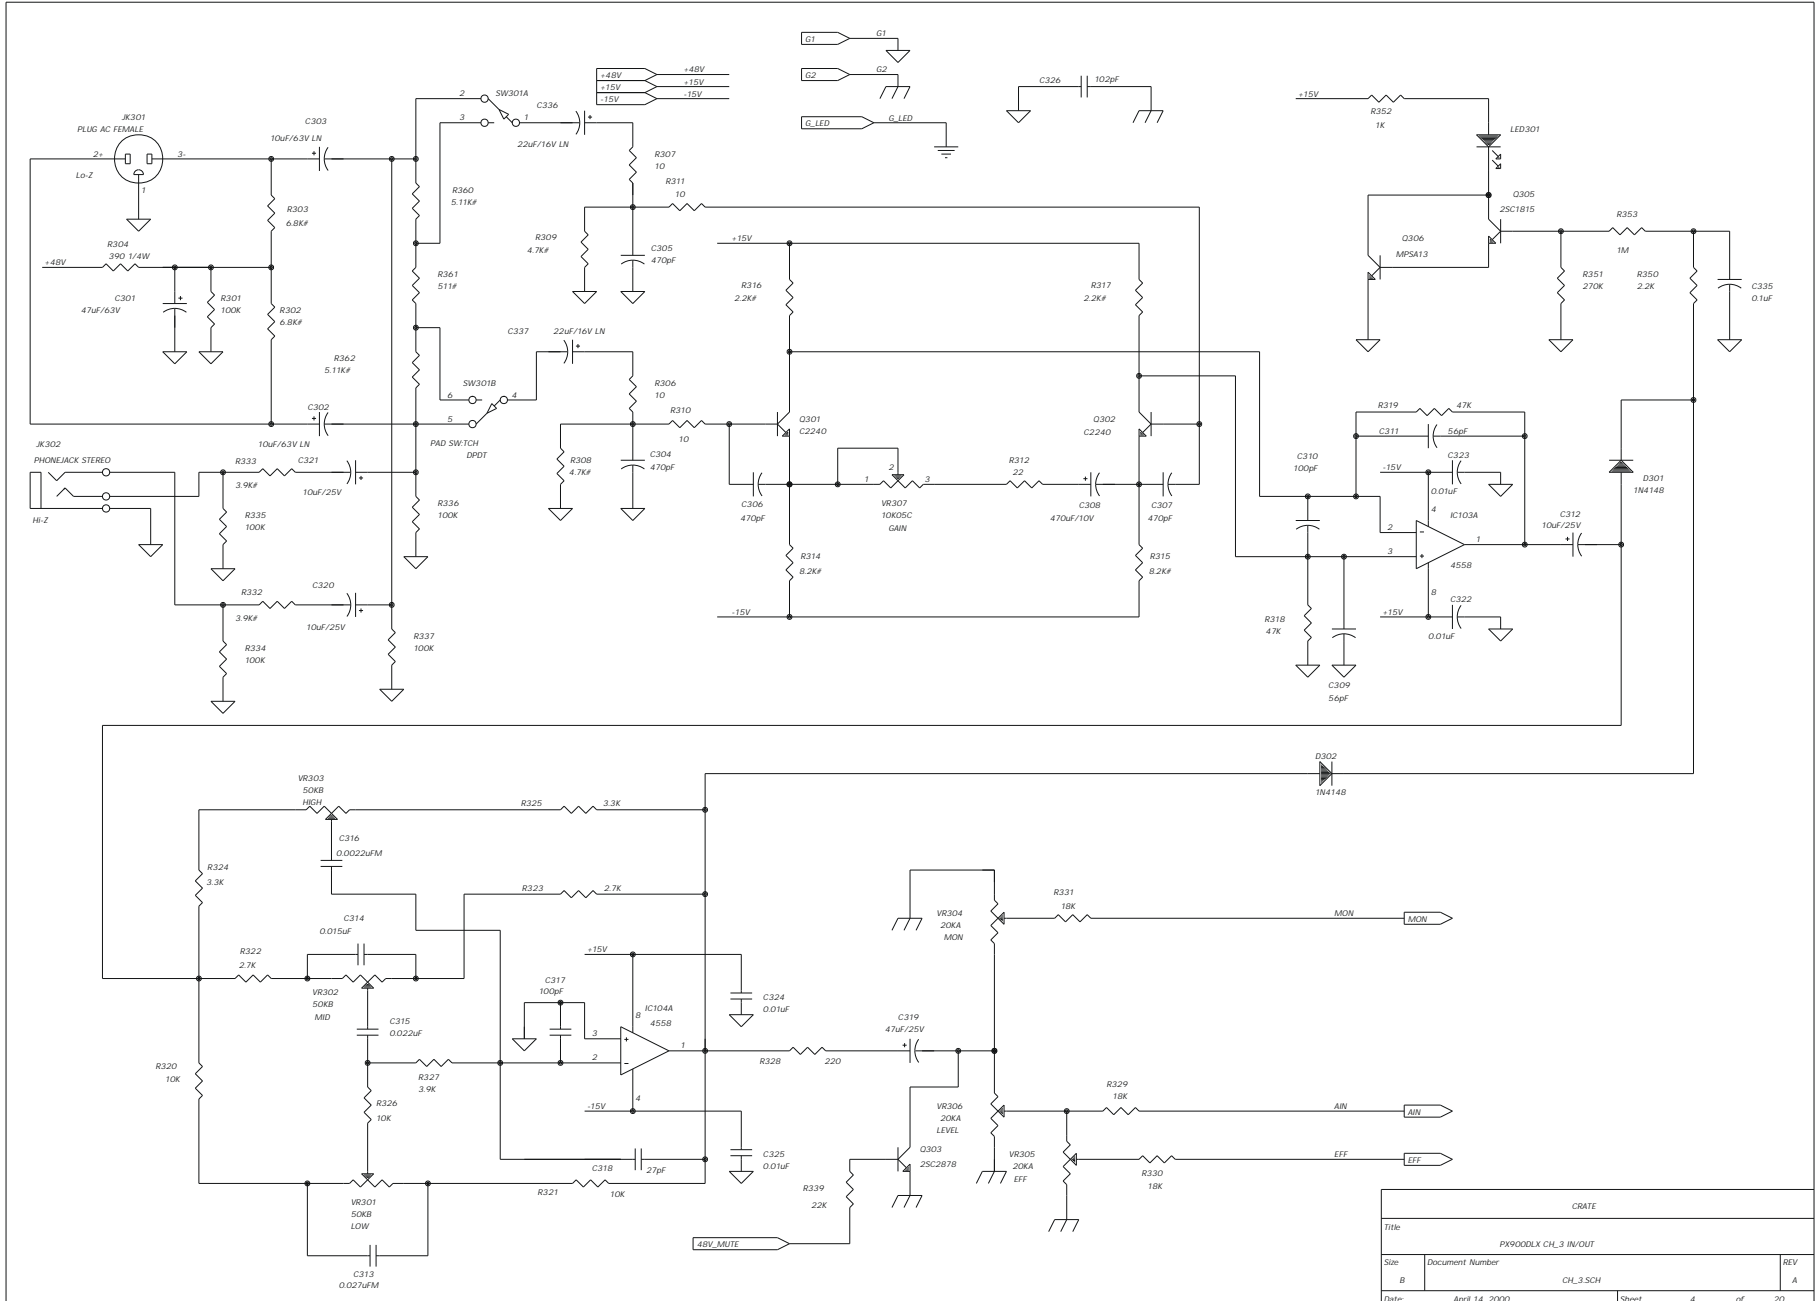 G1
G1
G2
G2
G_LED
G_LED
+48V
+48V
+15V
+15V
-15V
-15V
C326
102pF
+15V
R352
1K
LED301
Q305
2SC1815
Q306
MPSA13
R353
1M
R351
270K
R350
2.2K
C335
0.1uF
JK301
PLUG AC FEMALE
2+
3-
1
Lo-Z
C303
10uF/63V LN
R303
6.8K#
R304
390 1/4W
+48V
C301
47uF/63V
R301
100K
R302
6.8K#
C302
10uF/63V LN
2
3
1
SW301A
C336
22uF/16V LN
R360
5.11K#
R361
511#
R362
5.11K#
SW301B
6
5
4
PAD SW:TCH
DPDT
C337
22uF/16V LN
R307
10
R311
10
R309
4.7K#
C305
470pF
R306
10
R310
10
R308
4.7K#
C304
470pF
JK302
PHONEJACK STEREO
Hi-Z
R333
3.9K#
C321
10uF/25V
R335
100K
R336
100K
R332
3.9K#
C320
10uF/25V
R334
100K
R337
100K
+15V
R316
2.2K#
R317
2.2K#
Q301
C2240
Q302
C2240
C306
470pF
1
2
3
VR307
10K05C
GAIN
R312
22
C308
470uF/10V
C307
470pF
R314
8.2K#
R315
8.2K#
-15V
R319
47K
C311
56pF
C310
100pF
-15V
C323
0.01uF
4
IC103A
2
3
1
-
+
4558
8
+15V
C322
0.01uF
C312
10uF/25V
D301
1N4148
R318
47K
C309
56pF
D302
1N4148
VR303
50KB
HIGH
R325
3.3K
C316
0.0022uFM
R324
3.3K
R323
2.7K
C314
0.015uF
R322
2.7K
VR302
50KB
MID
C315
0.022uF
R320
10K
R327
3.9K
R326
10K
VR301
50KB
LOW
C313
0.027uFM
+15V
C317
100pF
IC104A
4558
8
3
2
1
+
-
4
-15V
C324
0.01uF
C325
0.01uF
C318
27pF
R321
10K
R328
220
C319
47uF/25V
VR304
20KA
MON
R331
18K
MON
MON
VR306
20KA
LEVEL
R329
18K
AIN
AIN
VR305
20KA
EFF
R330
18K
EFF
EFF
Q303
2SC2878
R339
22K
48V_MUTE
CRATE
Title
PX900DLX CH_3 IN/OUT
Size
Document Number
REV
B
CH_3.SCH
A
Date:
April 14, 2000
Sheet
4
of
20